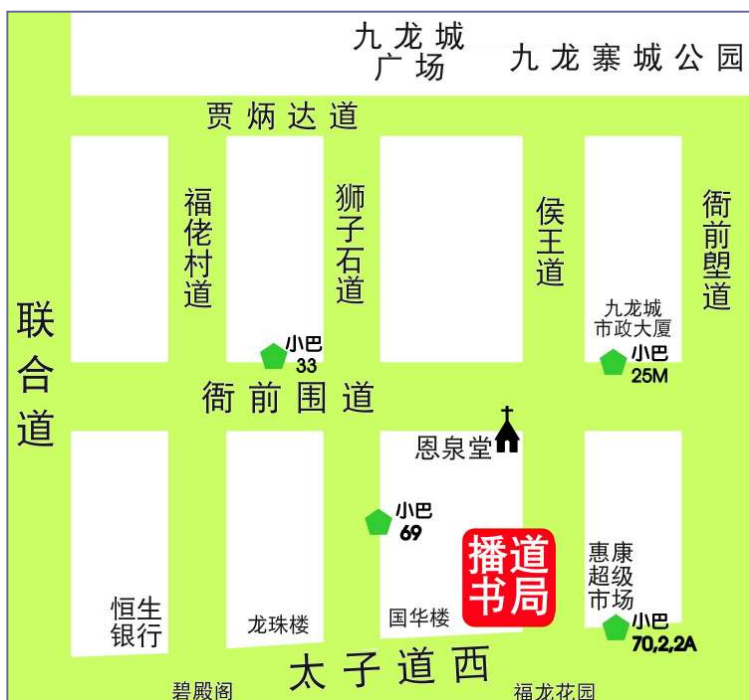 九龙城
广场
九龙寨城公园
贾炳达道
福佬村道
狮子石道
侯王道
衙前塱道
联合道
九龙城
市政大厦
小巴
33
小巴
25M
衙前围道
恩泉堂
小巴
69
播道
书局
惠康
超级
市场
恒生
银行
龙珠楼
国华楼
小巴
70,2,2A
太子道西
碧殿阁
福龙花园